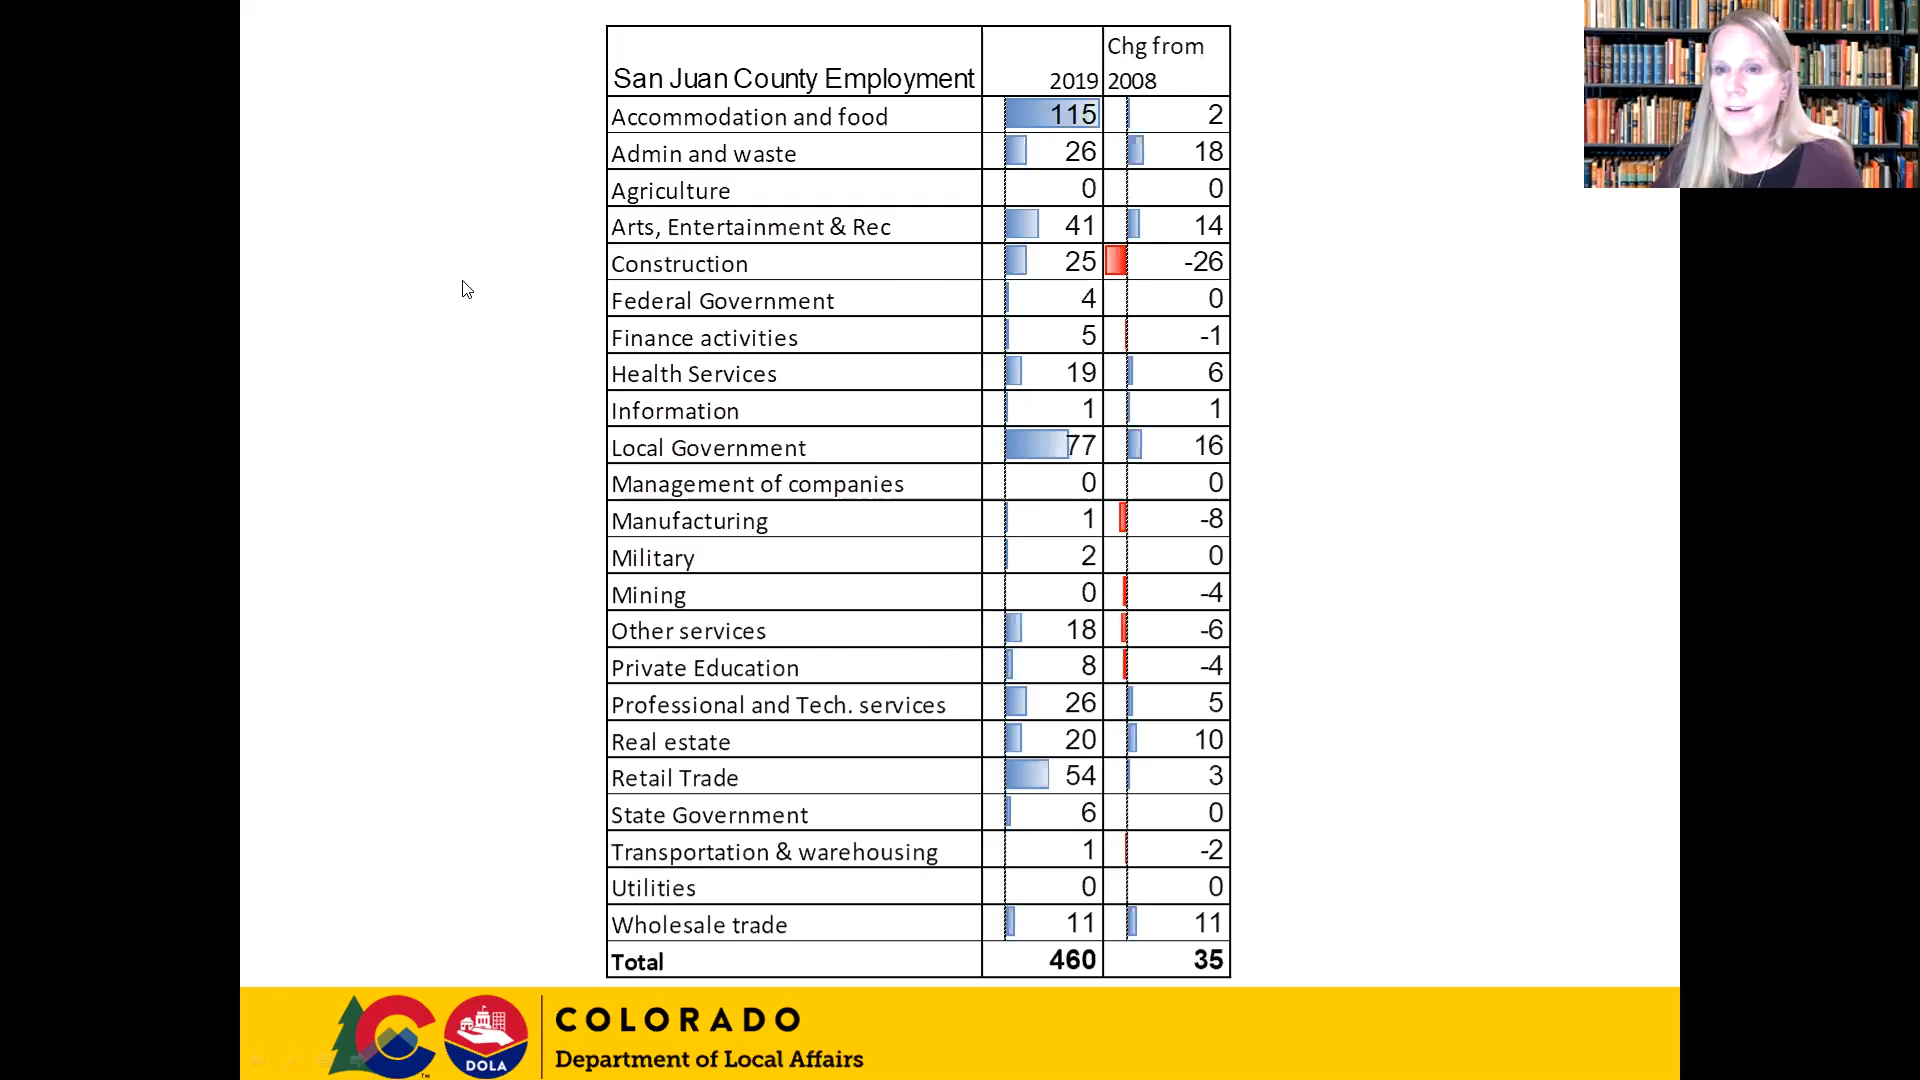 San Juan County Employment 2019 Chg from 2008
Accommodation and food 115 2
Admin and waste 26 18
Agriculture 0 0
Arts, Entertainment & Rec 41 14
Construction 25 -26
Federal Government 4 0
Finance activities 5 -1
Health Services 19 6
Information 1 1
Local Government 77 16
Management of companies 0 0
Manufacturing 1 -8
Military 2 0
Mining 0 -4
Other services 18 -6
Private Education 8 -4
Professional and Tech. services 26 5
Real estate 20 10
Retail Trade 54 3
State Government 6 0
Transportation & warehousing 1 -2
Utilities 0 0
Wholesale trade 11 11
Total 460 35
COLORADO
Department of Local Affairs
DOLA
TM